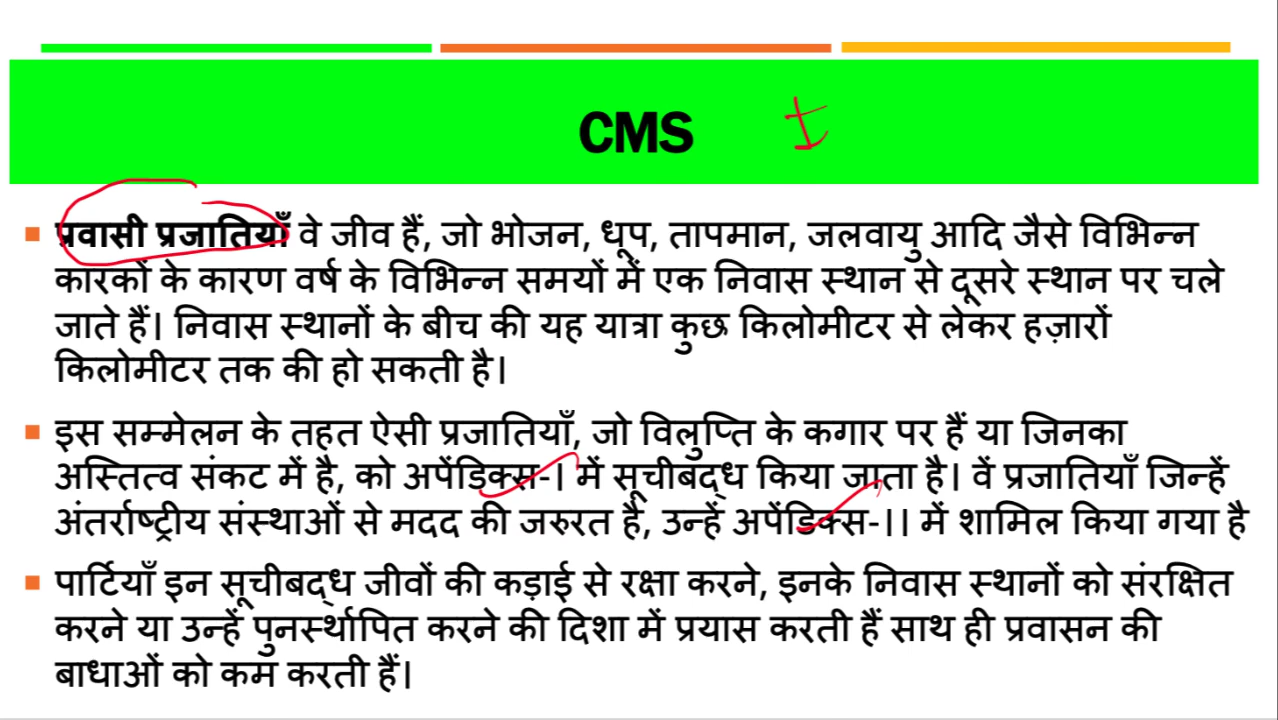 CMS
प्रवासी प्रजातियाँ वे जीव हैं, जो भोजन, धूप, तापमान, जलवायु आदि जैसे विभिन्न
कारकों के कारण वर्ष के विभिन्न समयों में एक निवास स्थान से दूसरे स्थान पर चले
जाते हैं। निवास स्थानों के बीच की यह यात्रा कुछ किलोमीटर से लेकर हज़ारों
किलोमीटर तक की हो सकती है।
इस सम्मेलन के तहत ऐसी प्रजातियाँ, जो विलुप्ति के कगार पर हैं या जिनका
अस्तित्व संकट में है, को अपेंडिक्स-। में सूचीबद्ध किया जाता है। वें प्रजातियाँ जिन्हें
अंतर्राष्ट्रीय संस्थाओं से मदद की जरुरत है, उन्हें अपेंडिक्स-।। में शामिल किया गया है
पार्टियाँ इन सूचीबद्ध जीवों की कड़ाई से रक्षा करने, इनके निवास स्थानों को संरक्षित
करने या उन्हें पुनर्स्थापित करने की दिशा में प्रयास करती हैं साथ ही प्रवासन की
बाधाओं को कम करती हैं।